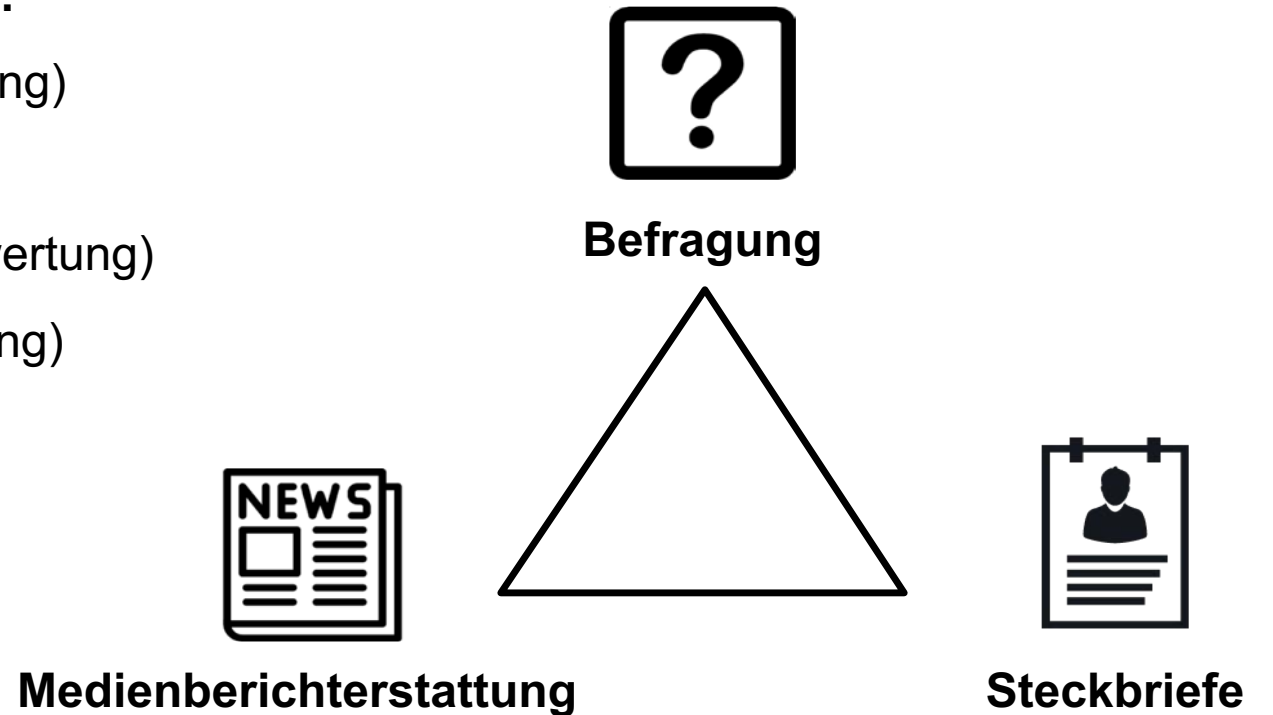 :
ng)
ertung)
ng)
?
Befragung
NEWS
Medienberichterstattung
Steckbriefe